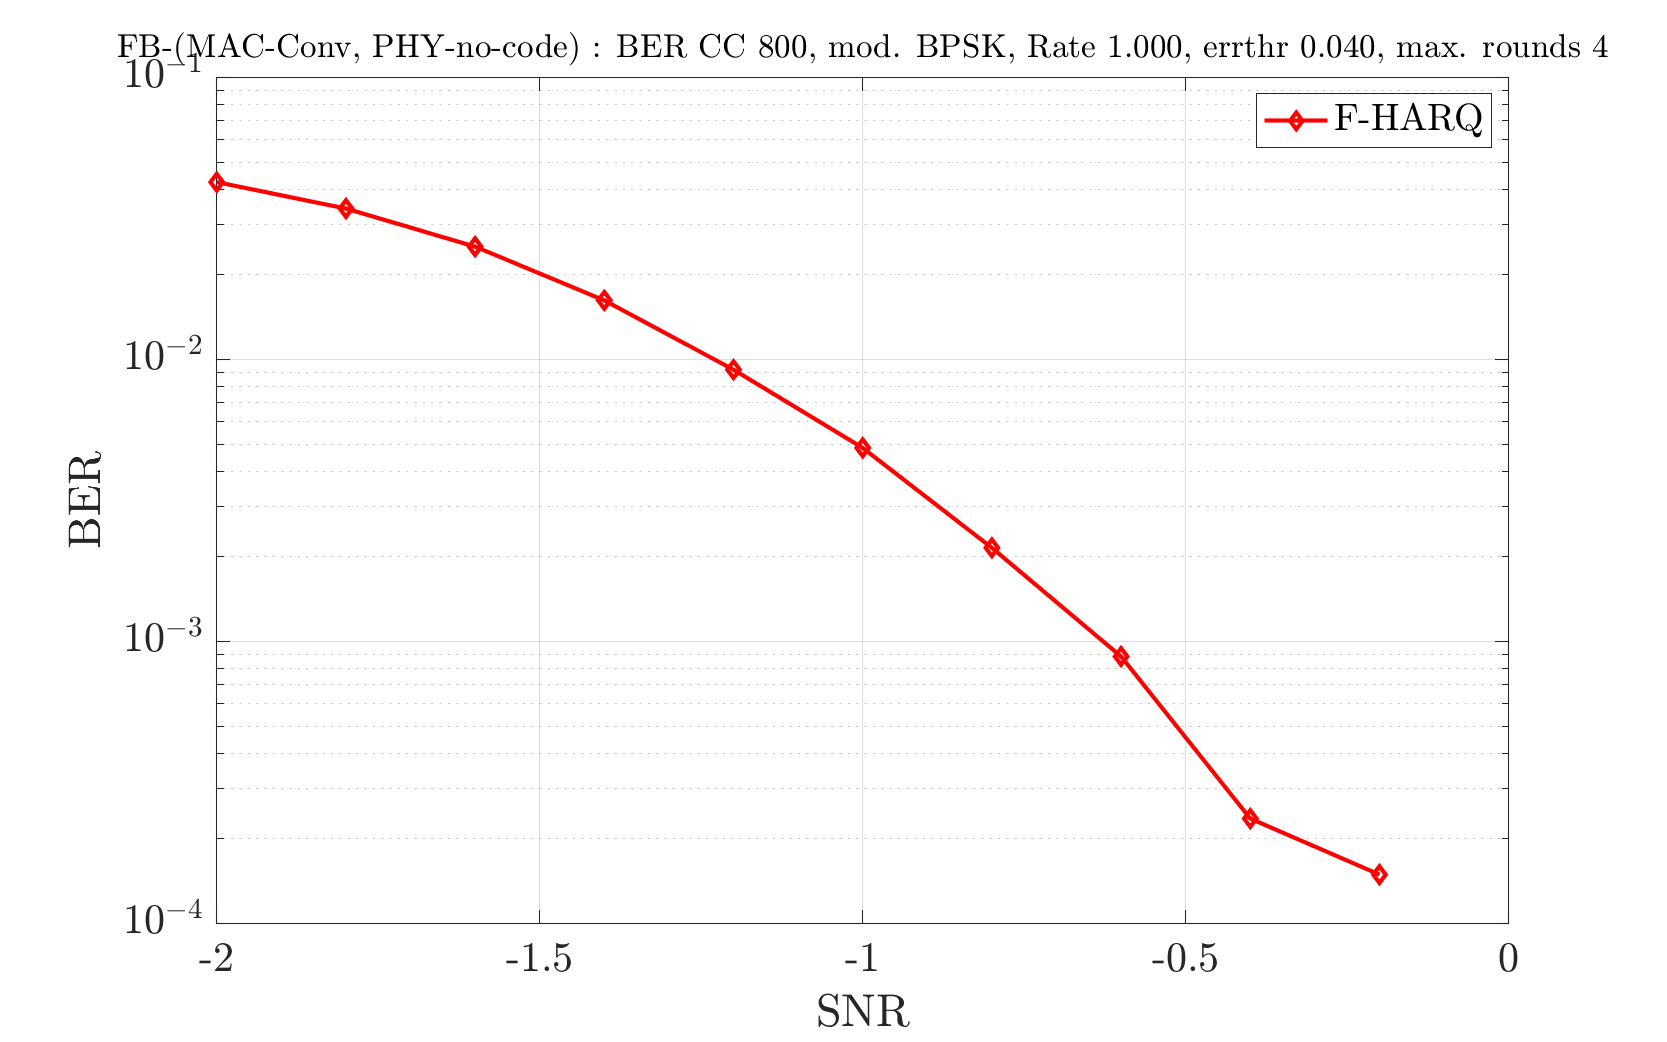 FB-(MAC-Conv, PHY-no-code) : BER CC 800, mod. BPSK, Rate 1.000, errthr 0.040, max. rounds 4
10^{-1}
F-HARQ
10^{-2}
BER
10^{-3}
10^{-4}
-2 -1.5 -1 -0.5 0
SNR